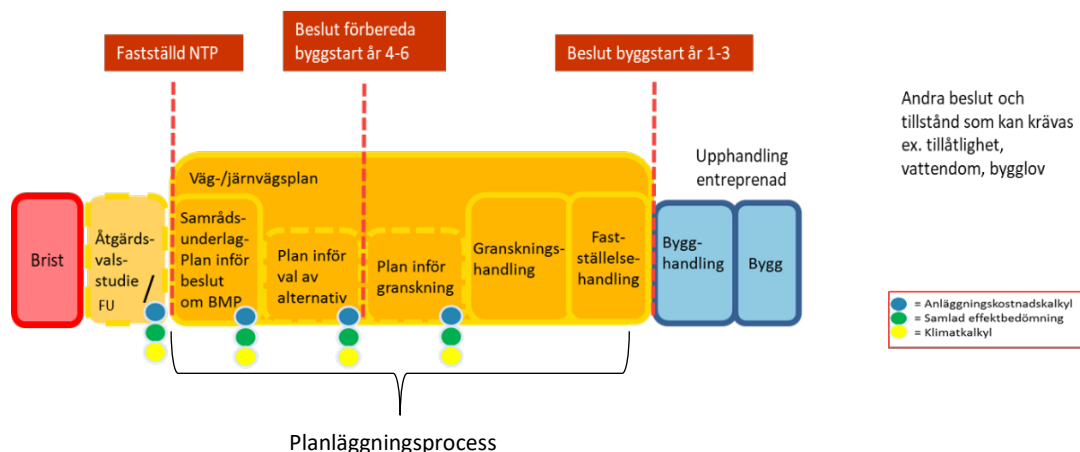 Fastställd NTP
Beslut förbereda
byggstart år 4-6
Beslut byggstart år 1-3
Andra beslut och
tillstånd som kan krävas
ex. tillåtlighet,
vattendom, bygglov
Upphandling
entreprenad
Väg-/järnvägsplan
Brist
Åtgärds-
valsstudie
FU /
Samråds-
underlag-
Plan inför
beslut
om BMP
Plan inför
val av
alternativ
Plan inför
granskning
Gransknings-
handling
Fast-
ställelse-
handling
Bygg-
handling
Bygg
= Anläggningskostnadskalkyl
= Samlad effektbedömning
= Klimatkalkyl
Planläggningsprocess